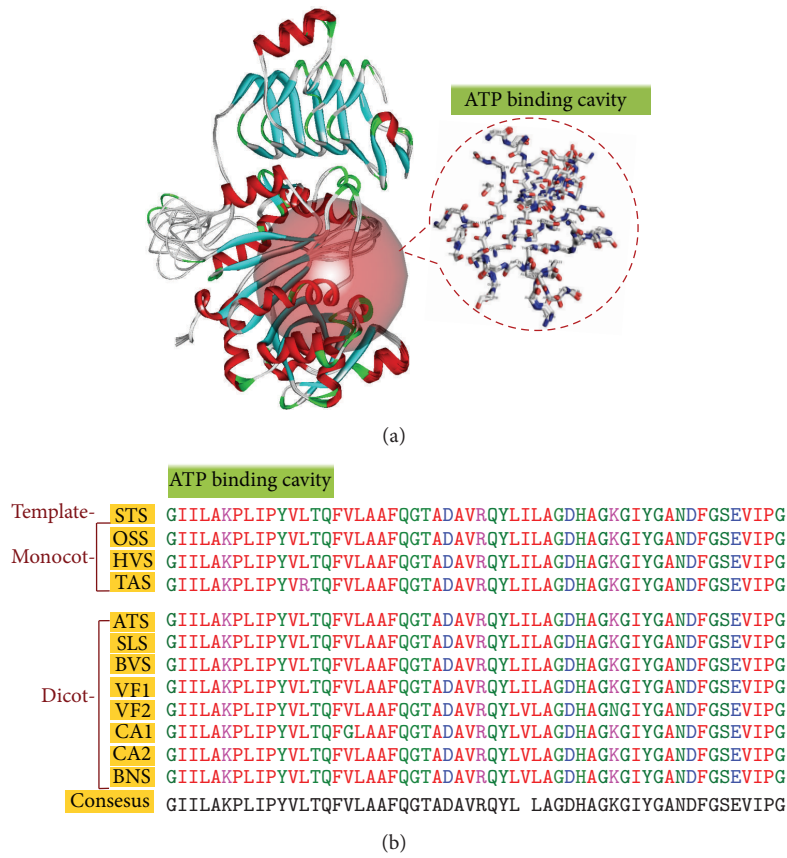 ATP binding cavity
(a)
ATP binding cavity
Template- STS GIILAKPLIPYVLTQFVLAAFQGTADAVRQYLILAGDHAGKGIYGANDFGSEVIPG
OSS GIILAKPLIPYVLTQFVLAAFQGTADAVRQYLILAGDHAGKGIYGANDFGSEVIPG
Monocot- HVS GIILAKPLIPYVLTQFVLAAFQGTADAVRQYLILAGDHAGKGIYGANDFGSEVIPG
TAS GIILAKPLIPYVRTQFVLAAFQGTADAVRQYLILAGDHAGKGIYGANDFGSEVIPG
ATS GIILAKPLIPYVLTQFVLAAFQGTADAVRQYLILAGDHAGKGIYGANDFGSEVIPG
SLS GIILAKPLIPYVLTQFVLAAFQGTADAVRQYLILAGDHAGKGIYGANDFGSEVIPG
BVS GIILAKPLIPYVLTQFVLAAFQGTADAVRQYLILAGDHAGKGIYGANDFGSEVIPG
Dicot- VF1 GIILAKPLIPYVLTQFVLAAFQGTADAVRQYLVLAGDHAGKGIYGANDFGSEVIPG
VF2 GIILAKPLIPYVLTQFVLAAFQGTADAVRQYLVLAGDHAGNGIYGANDFGSEVIPG
CA1 GIILAKPLIPYVLTQFGLAAFQGTADAVRQYLVLAGDHAGKGIYGANDFGSEVIPG
CA2 GIILAKPLIPYVLTQFVLAAFQGTADAVRQYLVLAGDHAGKGIYGANDFGSEVIPG
BNS GIILAKPLIPYVLTQFVLAAFQGTADAVRQYLVLAGDHAGKGIYGANDFGSEVIPG
Consesus GIILAKPLIPYVLTQFVLAAFQGTADAVRQYL LAGDHAGKGIYGANDFGSEVIPG
(b)